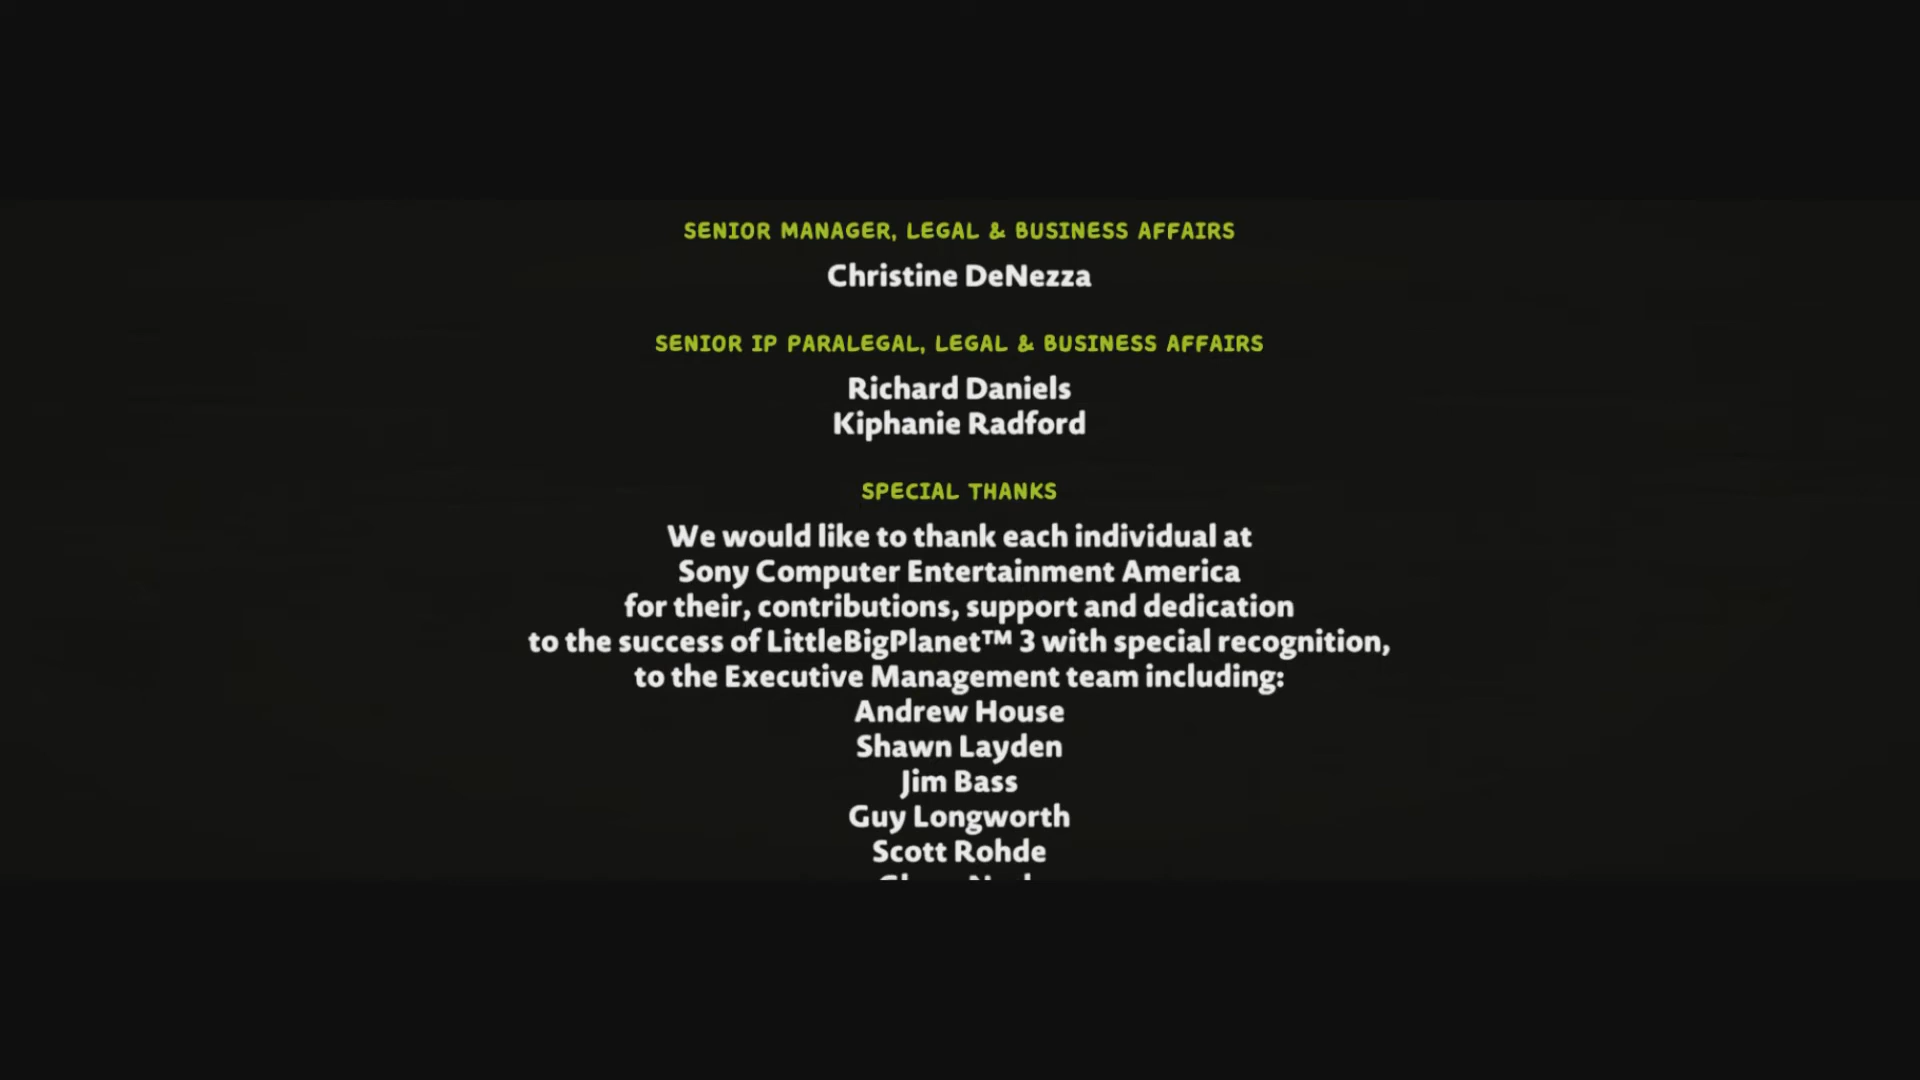 SENIOR MANAGER, LEGAL & BUSINESS AFFAIRS
Christine DeNezza
SENIOR IP PARALEGAL, LEGAL & BUSINESS AFFAIRS
Richard Daniels
Kiphanie Radford
SPECIAL THANKS
We would like to thank each individual at
Sony Computer Entertainment America
for their, contributions, support and dedication
to the success of LittleBigPlanet™ 3 with special recognition,
to the Executive Management team including:
Andrew House
Shawn Layden
Jim Bass
Guy Longworth
Scott Rohde